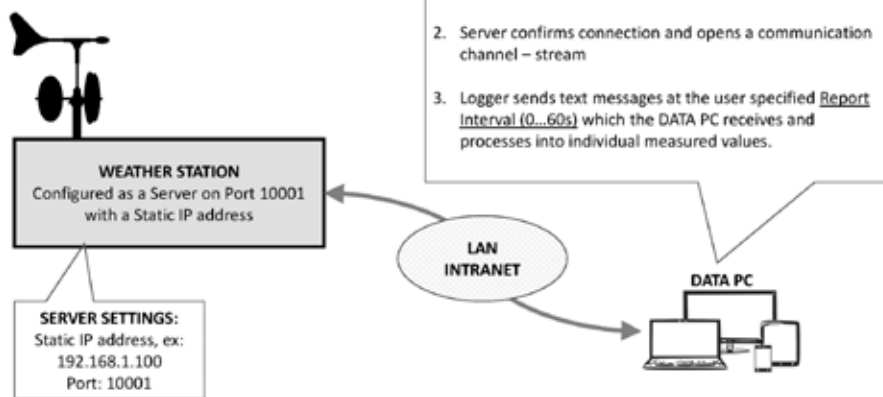 2. Server confirms connection and opens a communication
channel – stream
3. Logger sends text messages at the user specified Report
Interval (0...60s) which the DATA PC receives and
processes into individual measured values.
WEATHER STATION
Configured as a Server on Port 10001
with a Static IP address
LAN
INTRANET
DATA PC
SERVER SETTINGS:
Static IP address, ex:
192.168.1.100
Port: 10001